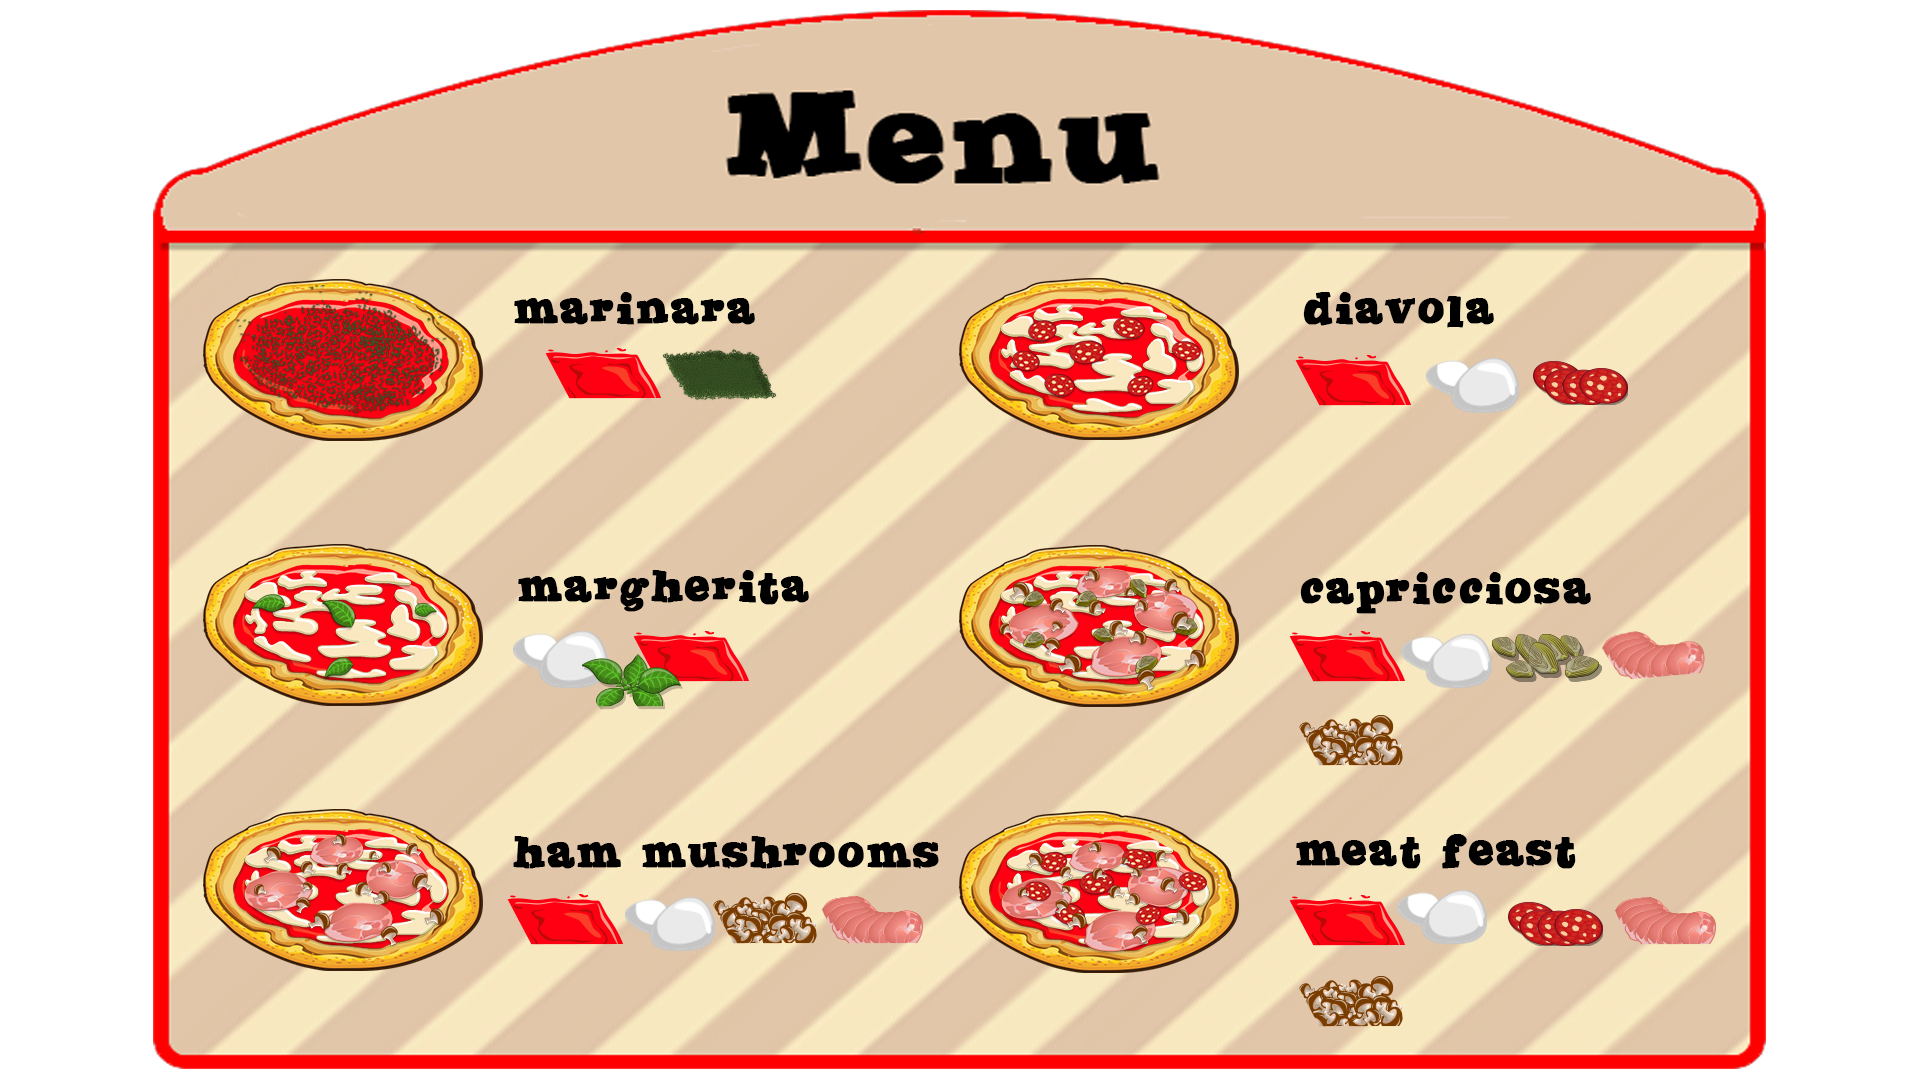 Menu
marinara
diavola
margherita
capricciosa
ham mushrooms
meat feast